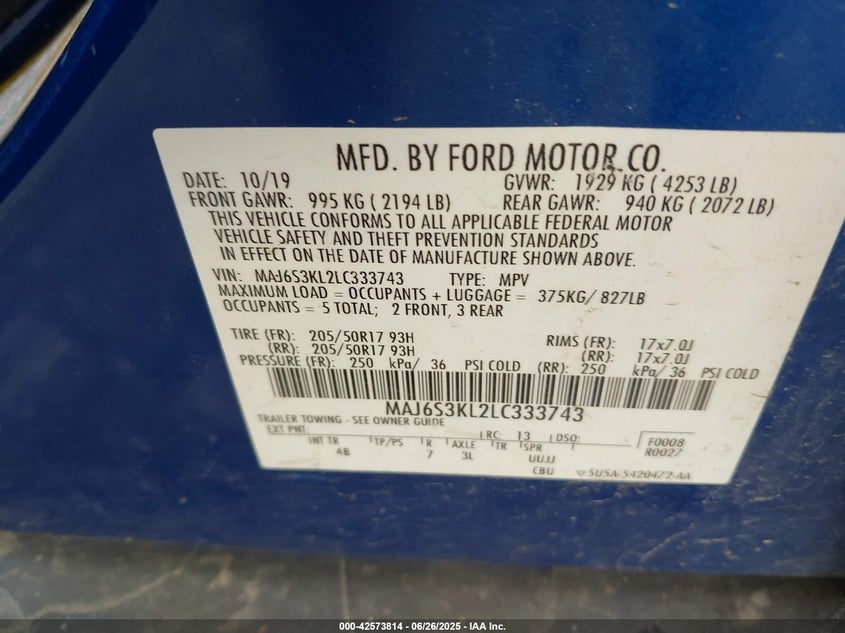 MFD. BY FORD MOTOR CO.
DATE: 10/19 GVWR: 1929 KG ( 4253 LB)
FRONT GAWR: 995 KG ( 2194 LB) REAR GAWR: 940 KG ( 2072 LB)
THIS VEHICLE CONFORMS TO ALL APPLICABLE FEDERAL MOTOR
VEHICLE SAFETY AND THEFT PREVENTION STANDARDS
IN EFFECT ON THE DATE OF MANUFACTURE SHOWN ABOVE.
VIN: MAJ6S3KL2LC333743 TYPE: MPV
MAXIMUM LOAD = OCCUPANTS + LUGGAGE = 375KG/ 827LB
OCCUPANTS = 5 TOTAL; 2 FRONT, 3 REAR
TIRE (FR): 205/50R17 93H RIMS (FR): 17x7.0J
(RR): 205/50R17 93H (RR): 17x7.0J
PRESSURE (FR): 250 kPa/ 36 PSI COLD (RR): 250 kPa/ 36 PSI COLD
MAJ6S3KL2LC333743
TRAILER TOWING - SEE OWNER GUIDE
EXT PNT: RC: 13 DSO: F0008
INT TR TP/PS R AXLE TR SPR R0027
4B 7 3L UUJJ
CBU 5U5A-5420472-AA
000-42573814 | 06/26/2025 - IAA Inc.